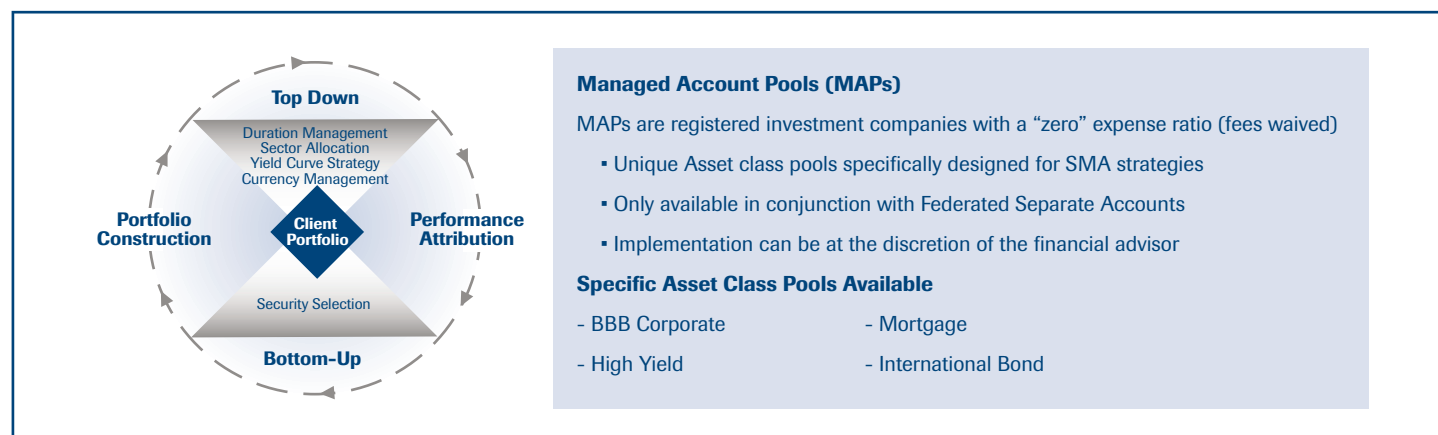 Top Down
Duration Management
Sector Allocation
Yield Curve Strategy
Currency Management
Portfolio
Construction
Client
Portfolio
Performance
Attribution
Security Selection
Bottom-Up
Managed Account Pools (MAPs)
MAPs are registered investment companies with a “zero” expense ratio (fees waived)
▪ Unique Asset class pools specifically designed for SMA strategies
▪ Only available in conjunction with Federated Separate Accounts
▪ Implementation can be at the discretion of the financial advisor
Specific Asset Class Pools Available
- BBB Corporate - Mortgage
- High Yield - International Bond